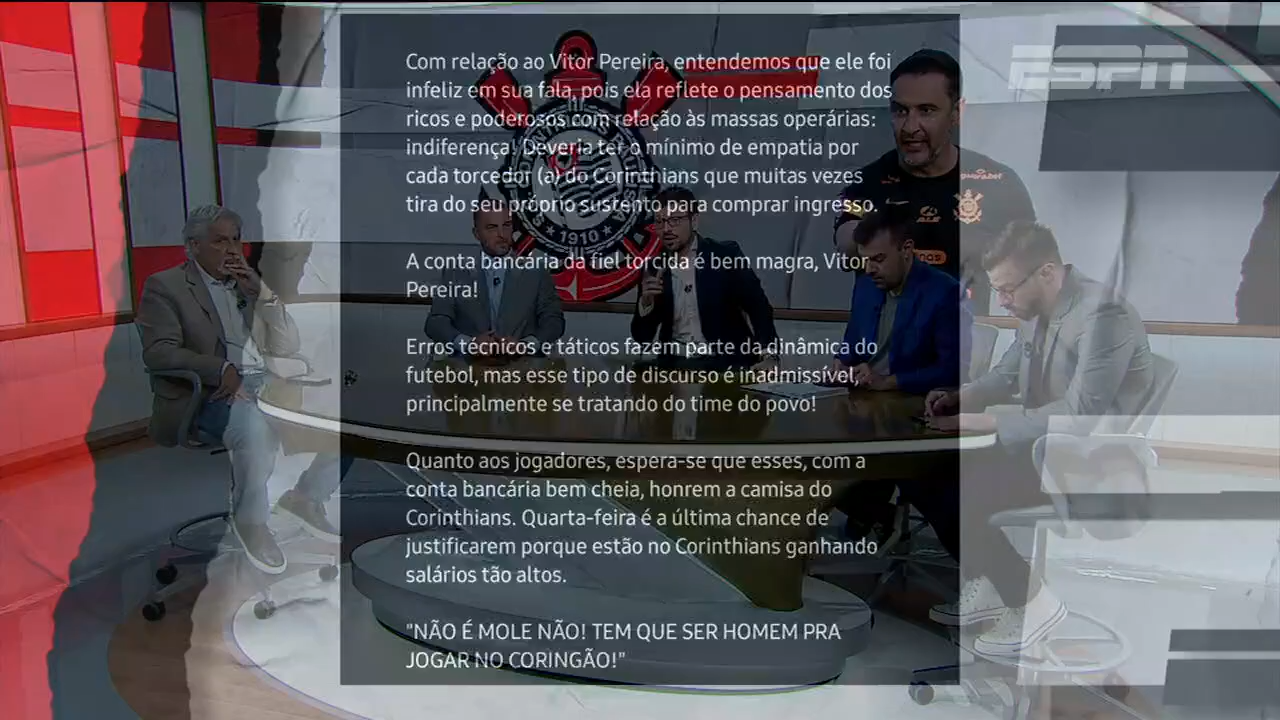 ESPN
Com relação ao Vitor Pereira, entendemos que ele foi
infeliz em sua fala, pois ela reflete o pensamento dos
ricos e poderosos com relação às massas operárias:
indiferença! Deveria ter o mínimo de empatia por
cada torcedor (a) do Corinthians que muitas vezes
tira do seu próprio sustento para comprar ingresso.
A conta bancária da fiel torcida é bem magra, Vitor
Pereira!
Erros técnicos e táticos fazem parte da dinâmica do
futebol, mas esse tipo de discurso é inadmissível,
principalmente se tratando do time do povo!
Quanto aos jogadores, espera-se que esses, com a
conta bancária bem cheia, honrem a camisa do
Corinthians. Quarta-feira é a última chance de
justificarem porque estão no Corinthians ganhando
salários tão altos.
"NÃO É MOLE NÃO! TEM QUE SER HOMEM PRA
JOGAR NO CORINGÃO!"
1910